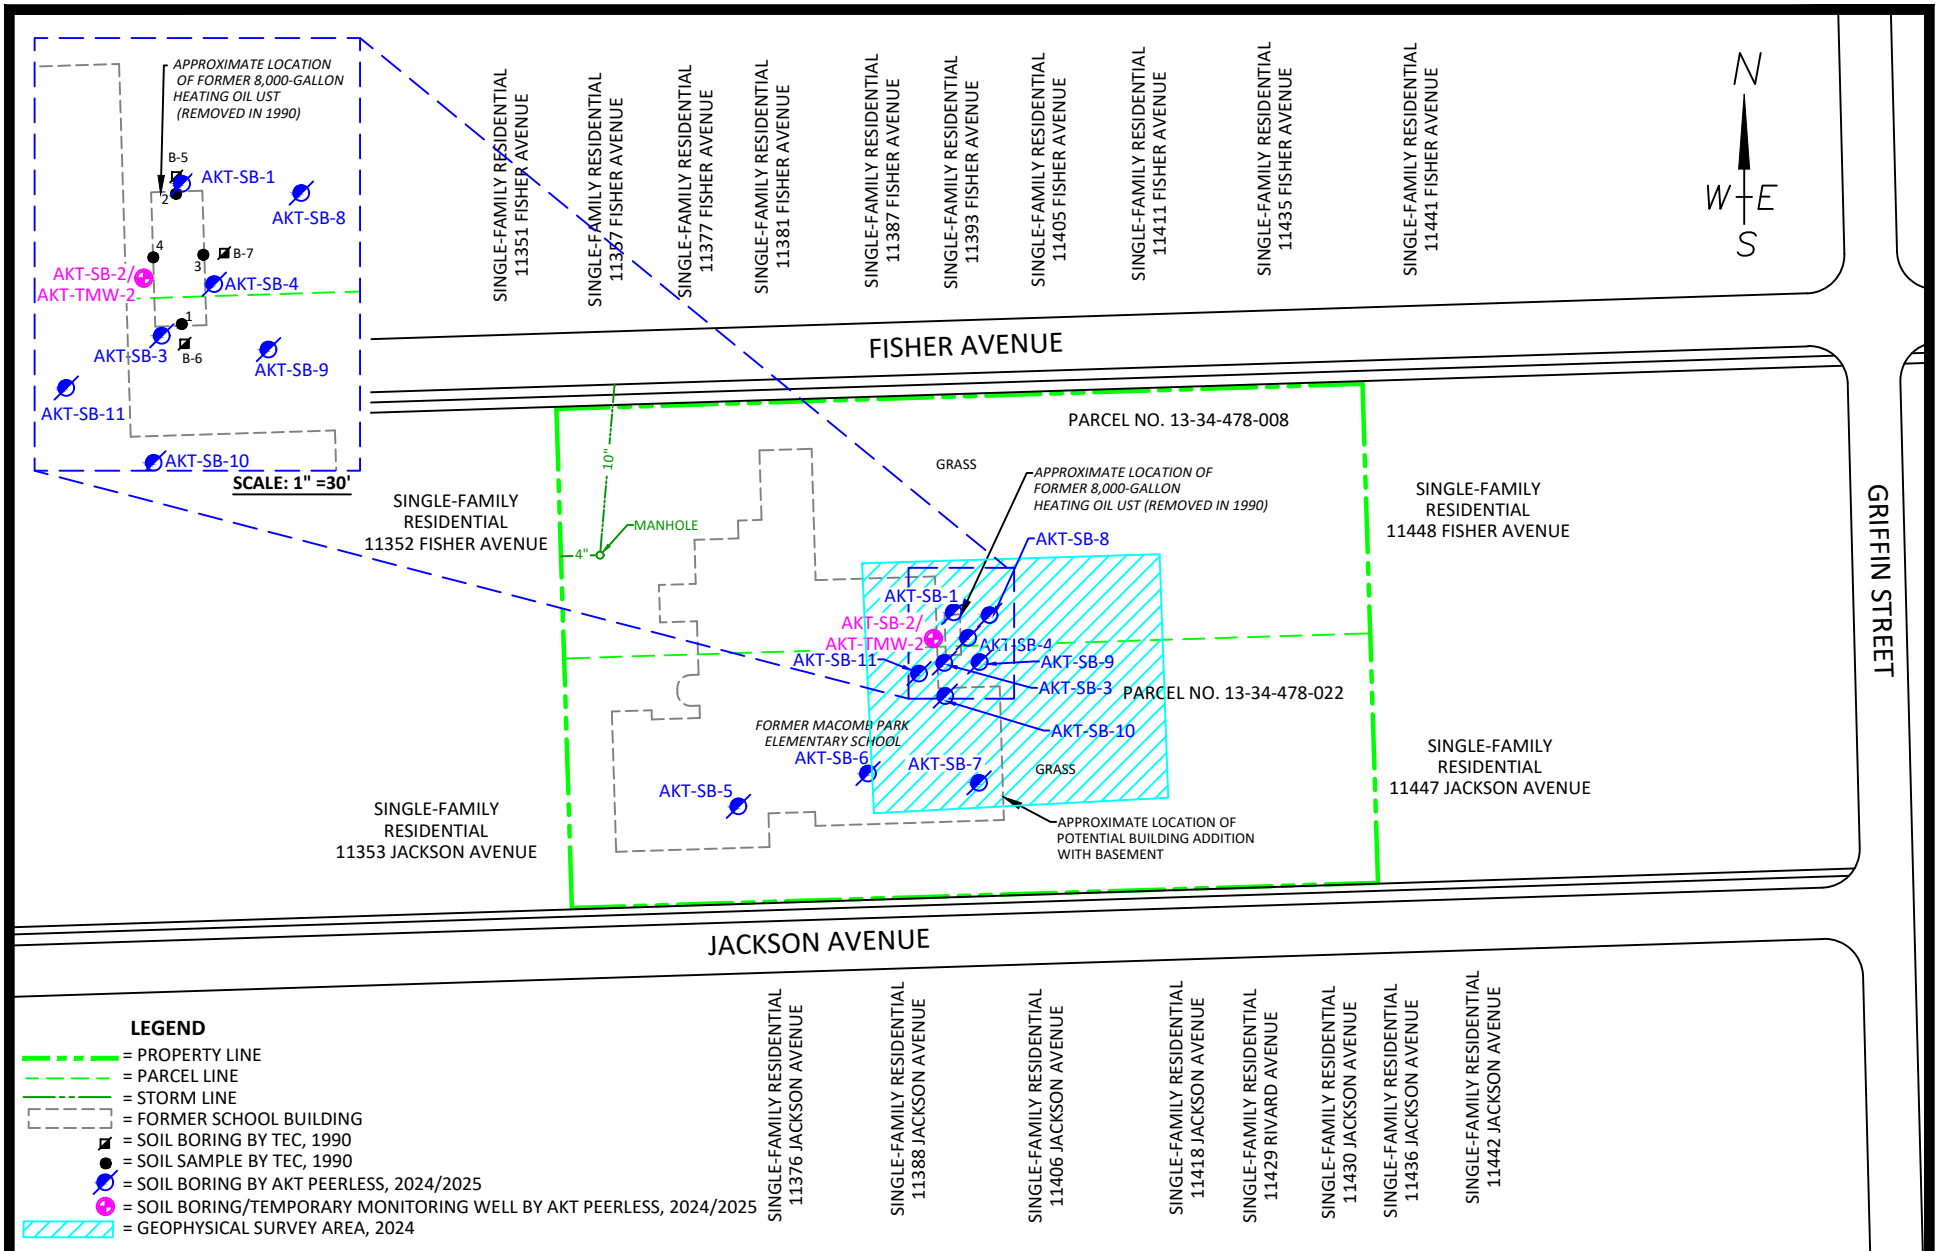 APPROXIMATE LOCATION
OF FORMER 8,000-GALLON
HEATING OIL UST
(REMOVED IN 1990)
B-5
AKT-SB-1
2
AKT-SB-8
4
3
B-7
AKT-SB-2/
AKT-TMW-2
AKT-SB-4
1
AKT-SB-3
B-6
AKT-SB-9
AKT-SB-11
AKT-SB-10
SCALE: 1" =30'
SINGLE-FAMILY RESIDENTIAL
11351 FISHER AVENUE
SINGLE-FAMILY RESIDENTIAL
11357 FISHER AVENUE
SINGLE-FAMILY RESIDENTIAL
11377 FISHER AVENUE
SINGLE-FAMILY RESIDENTIAL
11381 FISHER AVENUE
SINGLE-FAMILY RESIDENTIAL
11387 FISHER AVENUE
SINGLE-FAMILY RESIDENTIAL
11393 FISHER AVENUE
SINGLE-FAMILY RESIDENTIAL
11405 FISHER AVENUE
SINGLE-FAMILY RESIDENTIAL
11411 FISHER AVENUE
SINGLE-FAMILY RESIDENTIAL
11435 FISHER AVENUE
SINGLE-FAMILY RESIDENTIAL
11441 FISHER AVENUE
N
W E
S
FISHER AVENUE
GRIFFIN STREET
PARCEL NO. 13-34-478-008
GRASS
10"
MANHOLE
4"
APPROXIMATE LOCATION OF
FORMER 8,000-GALLON
HEATING OIL UST (REMOVED IN 1990)
SINGLE-FAMILY
RESIDENTIAL
11352 FISHER AVENUE
SINGLE-FAMILY
RESIDENTIAL
11448 FISHER AVENUE
AKT-SB-8
AKT-SB-1
AKT-SB-2/
AKT-TMW-2
AKT-SB-4
AKT-SB-11
AKT-SB-9
AKT-SB-3
PARCEL NO. 13-34-478-022
AKT-SB-10
FORMER MACOMB PARK
ELEMENTARY SCHOOL
AKT-SB-6
AKT-SB-7
GRASS
AKT-SB-5
APPROXIMATE LOCATION OF
POTENTIAL BUILDING ADDITION
WITH BASEMENT
SINGLE-FAMILY
RESIDENTIAL
11353 JACKSON AVENUE
SINGLE-FAMILY
RESIDENTIAL
11447 JACKSON AVENUE
JACKSON AVENUE
SINGLE-FAMILY RESIDENTIAL
11376 JACKSON AVENUE
SINGLE-FAMILY RESIDENTIAL
11388 JACKSON AVENUE
SINGLE-FAMILY RESIDENTIAL
11406 JACKSON AVENUE
SINGLE-FAMILY RESIDENTIAL
11418 JACKSON AVENUE
SINGLE-FAMILY RESIDENTIAL
11429 RIVARD AVENUE
SINGLE-FAMILY RESIDENTIAL
11430 JACKSON AVENUE
SINGLE-FAMILY RESIDENTIAL
11436 JACKSON AVENUE
SINGLE-FAMILY RESIDENTIAL
11442 JACKSON AVENUE
LEGEND
= PROPERTY LINE
= PARCEL LINE
= STORM LINE
= FORMER SCHOOL BUILDING
= SOIL BORING BY TEC, 1990
= SOIL SAMPLE BY TEC, 1990
= SOIL BORING BY AKT PEERLESS, 2024/2025
= SOIL BORING/TEMPORARY MONITORING WELL BY AKT PEERLESS, 2024/2025
= GEOPHYSICAL SURVEY AREA, 2024